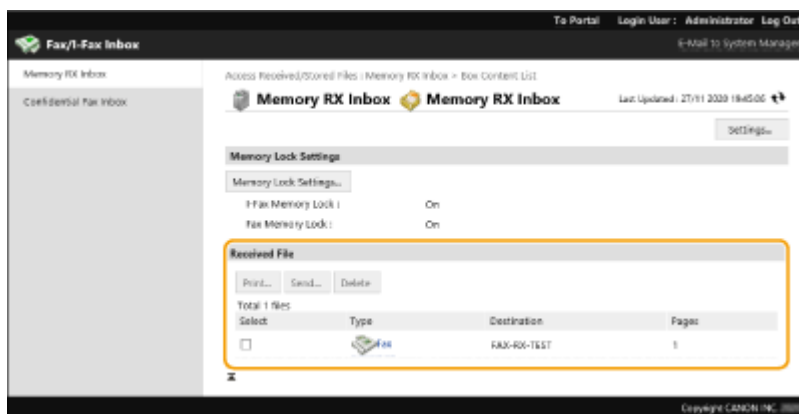 To Portal Login User : Administrator Log Out
Fax/I-Fax Inbox
E-Mail to System Manager
Memory RX Inbox
Confidential Fax Inbox
Access Received/Stored Files : Memory RX Inbox > Box Content List
Memory RX Inbox Memory RX Inbox
Last Updated : 27/11 2020 19:45:06
Settings...
Memory Lock Settings
Memory Lock Settings...
I-Fax Memory Lock : On
Fax Memory Lock : On
Received File
Print... Send... Delete
Total 1 files
Select Type Destination Pages
Fax FAX-RX-TEST 1
Copyright CANON INC.